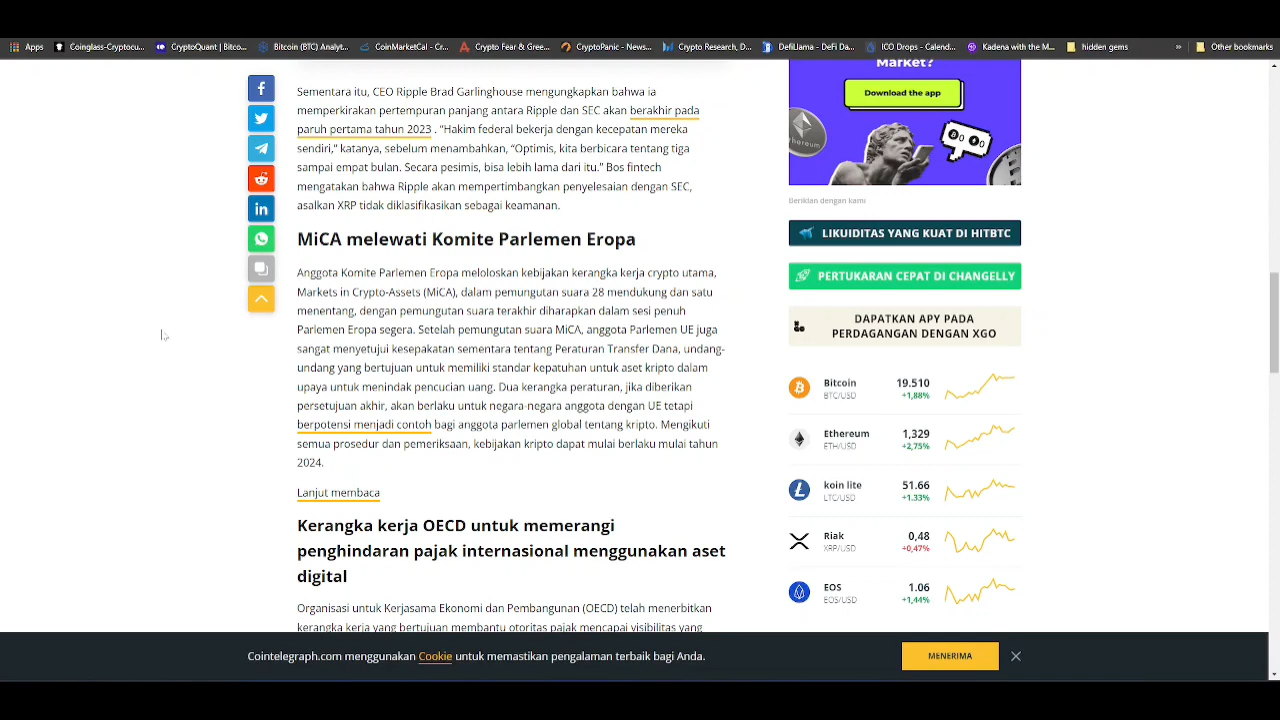 Apps
Coinglass-Cryptocu...
CryptoQuant | Bitco...
Bitcoin (BTC) Analyt...
CoinMarketCal - Cr...
Crypto Fear & Gree...
CryptoPanic - News...
Crypto Research, D...
DefiLlama - DeFi Da...
ICO Drops - Calend...
Kadena with the M...
hidden gems
»
Other bookmarks
Sementara itu, CEO Ripple Brad Garlinghouse mengungkapkan bahwa ia
memperkirakan pertempuran panjang antara Ripple dan SEC akan berakhir pada
paruh pertama tahun 2023 . “Hakim federal bekerja dengan kecepatan mereka
sendiri,” katanya, sebelum menambahkan, “Optimis, kita berbicara tentang tiga
sampai empat bulan. Secara pesimis, bisa lebih lama dari itu.” Bos fintech
mengatakan bahwa Ripple akan mempertimbangkan penyelesaian dengan SEC,
asalkan XRP tidak diklasifikasikan sebagai keamanan.
MiCA melewati Komite Parlemen Eropa
Anggota Komite Parlemen Eropa meloloskan kebijakan kerangka kerja crypto utama,
Markets in Crypto-Assets (MiCA), dalam pemungutan suara 28 mendukung dan satu
menentang, dengan pemungutan suara terakhir diharapkan dalam sesi penuh
Parlemen Eropa segera. Setelah pemungutan suara MiCA, anggota Parlemen UE juga
sangat menyetujui kesepakatan sementara tentang Peraturan Transfer Dana, undang-
undang yang bertujuan untuk memiliki standar kepatuhan untuk aset kripto dalam
upaya untuk menindak pencucian uang. Dua kerangka peraturan, jika diberikan
persetujuan akhir, akan berlaku untuk negara-negara anggota dengan UE tetapi
berpotensi menjadi contoh bagi anggota parlemen global tentang kripto. Mengikuti
semua prosedur dan pemeriksaan, kebijakan kripto dapat mulai berlaku mulai tahun
2024.
Lanjut membaca
Kerangka kerja OECD untuk memerangi
penghindaran pajak internasional menggunakan aset
digital
Organisasi untuk Kerjasama Ekonomi dan Pembangunan (OECD) telah menerbitkan
kerangka kerja yang bertujuan membantu otoritas pajak mencapai visibilitas yang
Market?
Download the app
Beriklan dengan kami
LIKUIDITAS YANG KUAT DI HITBTC
PERTUKARAN CEPAT DI CHANGELLY
DAPATKAN APY PADA
PERDAGANGAN DENGAN XGO
Bitcoin 19.510
BTC/USD +1,88%
Ethereum 1,329
ETH/USD +2,75%
koin lite 51.66
LTC/USD +1.33%
Riak 0,48
XRP/USD +0,47%
EOS 1.06
EOS/USD +1,44%
Cointelegraph.com menggunakan Cookie untuk memastikan pengalaman terbaik bagi Anda.
MENERIMA